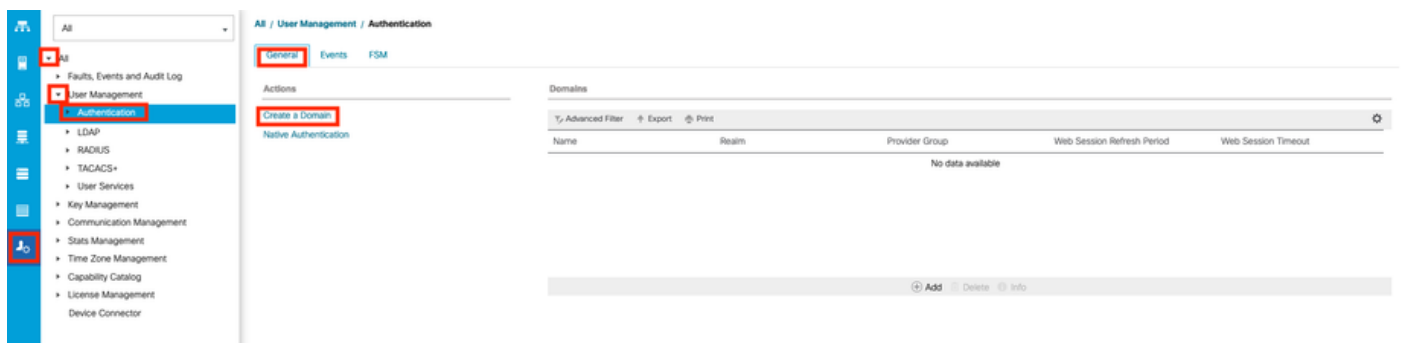 All
All
Faults, Events and Audit Log
User Management
Authentication
LDAP
RADIUS
TACACS+
User Services
Key Management
Communication Management
Stats Management
Time Zone Management
Capability Catalog
License Management
Device Connector
All / User Management / Authentication
General Events FSM
Actions
Create a Domain
Native Authentication
Domains
Advanced Filter Export Print
Name Realm Provider Group Web Session Refresh Period Web Session Timeout
No data available
Add Delete Info